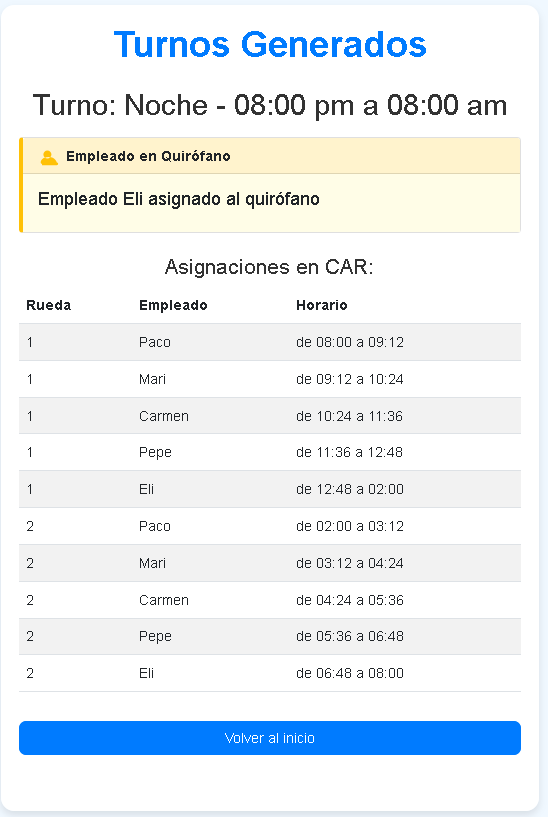 Turnos Generados
Turno: Noche - 08:00 pm a 08:00 am
Empleado en Quirófano
Empleado Eli asignado al quirófano
Asignaciones en CAR:
Rueda Empleado Horario
1 Paco de 08:00 a 09:12
1 Mari de 09:12 a 10:24
1 Carmen de 10:24 a 11:36
1 Pepe de 11:36 a 12:48
1 Eli de 12:48 a 02:00
2 Paco de 02:00 a 03:12
2 Mari de 03:12 a 04:24
2 Carmen de 04:24 a 05:36
2 Pepe de 05:36 a 06:48
2 Eli de 06:48 a 08:00
Volver al inicio